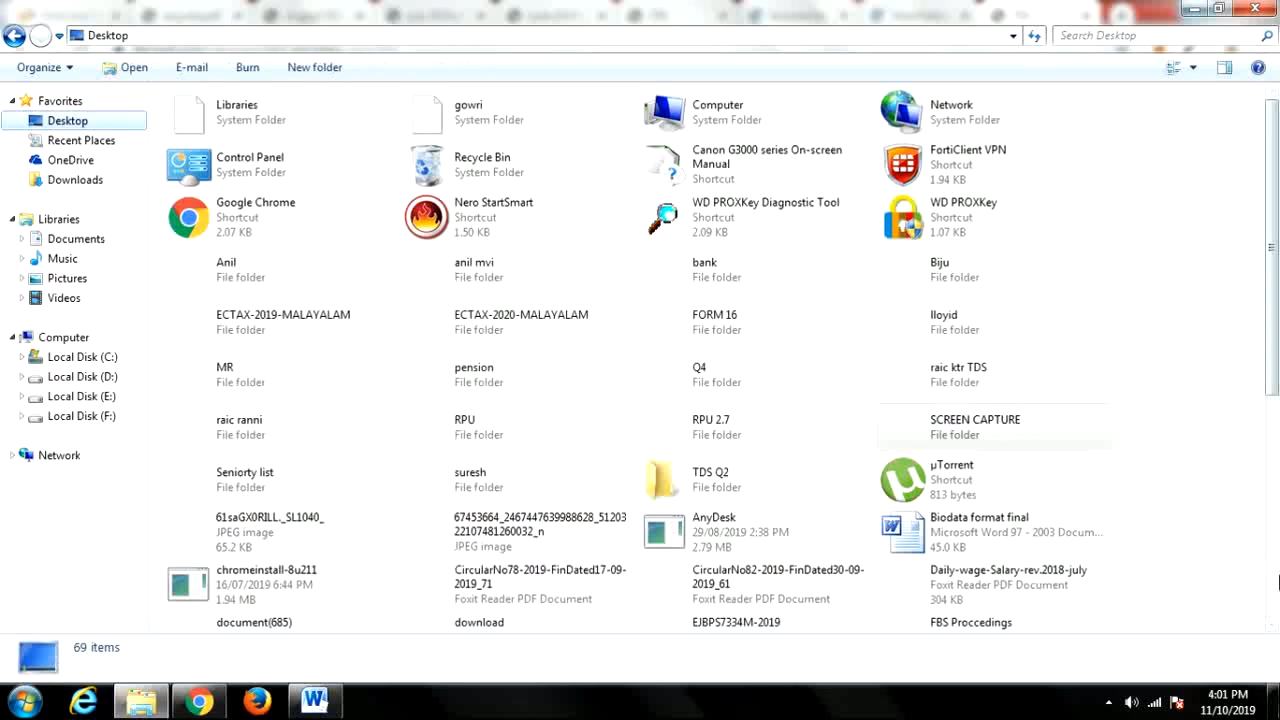 Desktop
Search Desktop
Organize
Open
E-mail
Burn
New folder
Favorites
Desktop
Recent Places
OneDrive
Downloads
Libraries
Documents
Music
Pictures
Videos
Computer
Local Disk (C:)
Local Disk (D:)
Local Disk (E:)
Local Disk (F:)
Network
Libraries
System Folder
gowri
System Folder
Computer
System Folder
Network
System Folder
Control Panel
System Folder
Recycle Bin
System Folder
Canon G3000 series On-screen
Manual
Shortcut
FortiClient VPN
Shortcut
1.94 KB
Google Chrome
Shortcut
2.07 KB
Nero StartSmart
Shortcut
1.50 KB
WD PROXKey Diagnostic Tool
Shortcut
2.09 KB
WD PROXKey
Shortcut
1.07 KB
Anil
File folder
anil mvi
File folder
bank
File folder
Biju
File folder
ECTAX-2019-MALAYALAM
File folder
ECTAX-2020-MALAYALAM
File folder
FORM 16
File folder
lloyid
File folder
MR
File folder
pension
File folder
Q4
File folder
raic ktr TDS
File folder
raic ranni
File folder
RPU
File folder
RPU 2.7
File folder
SCREEN CAPTURE
File folder
Seniorty list
File folder
suresh
File folder
TDS Q2
File folder
µTorrent
Shortcut
813 bytes
61saGX0RILL._SL1040_
JPEG image
65.2 KB
67453664_2467447639988628_51203
22107481260032_n
JPEG image
AnyDesk
29/08/2019 2:38 PM
2.79 MB
Biodata format final
Microsoft Word 97 - 2003 Docum...
45.0 KB
chromeinstall-8u211
16/07/2019 6:44 PM
1.94 MB
CircularNo78-2019-FinDated17-09-
2019_71
Foxit Reader PDF Document
CircularNo82-2019-FinDated30-09-
2019_61
Foxit Reader PDF Document
Daily-wage-Salary-rev.2018-july
Foxit Reader PDF Document
304 KB
document(685)
download
EJBPS7334M-2019
FBS Proccedings
69 items
4:01 PM
11/10/2019